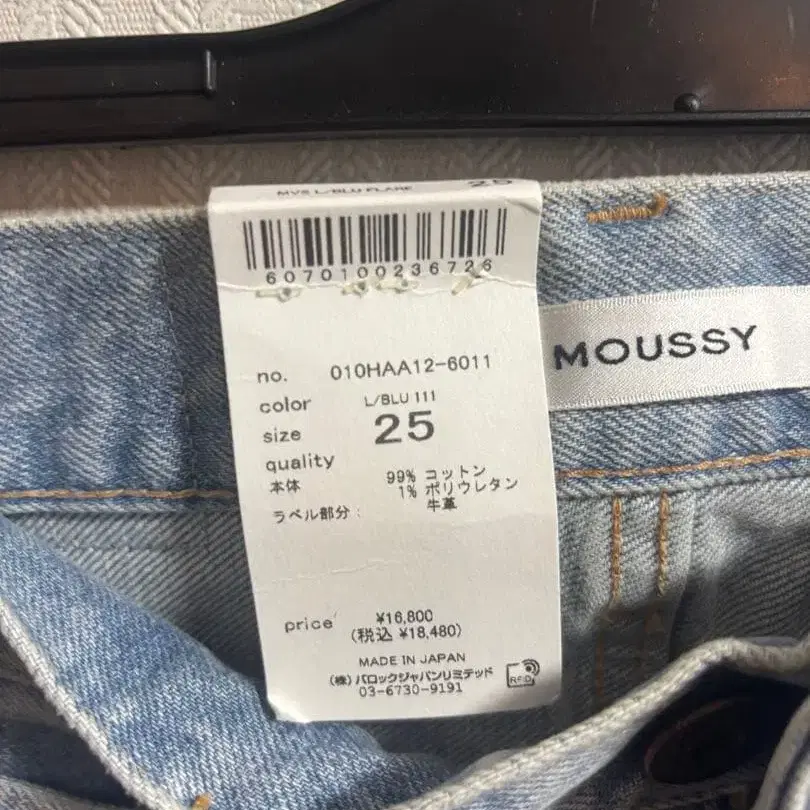 MVS L/BLU FLARE 25
6070100236726
no. 010HAA12-6011
color L/BLU 111
size 25
quality
本体 99% コットン
1% ポリウレタン
ラベル部分： 牛革
price ¥16,800
(税込 ¥18,480)
MADE IN JAPAN
(株)バロックジャパンリミテッド
03-6730-9191
RFID
MOUSSY